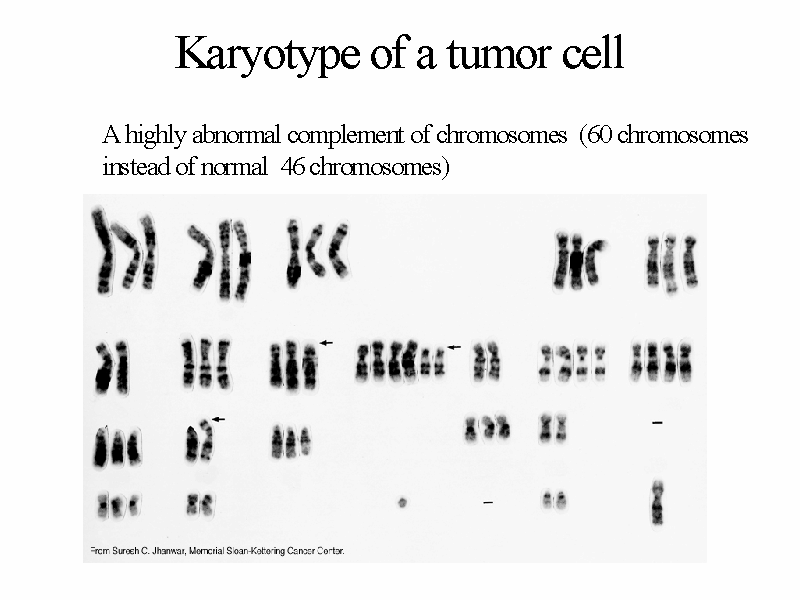 Karyotype of a tumor cell
A highly abnormal complement of chromosomes (60 chromosomes
instead of normal 46 chromosomes)
From Suresh C. Jhanwar, Memorial Sloan-Kettering Cancer Center.